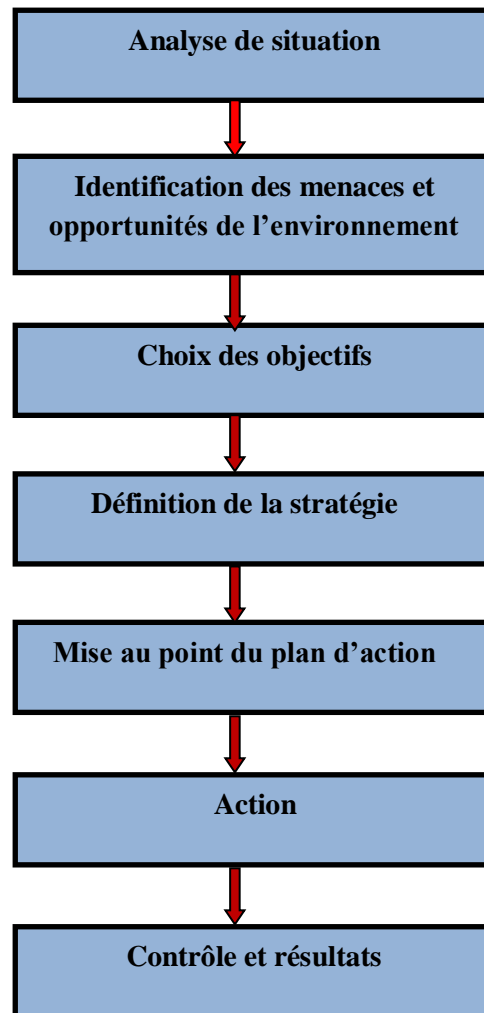 Analyse de situation
Identification des menaces et
opportunités de l’environnement
Choix des objectifs
Définition de la stratégie
Mise au point du plan d’action
Action
Contrôle et résultats